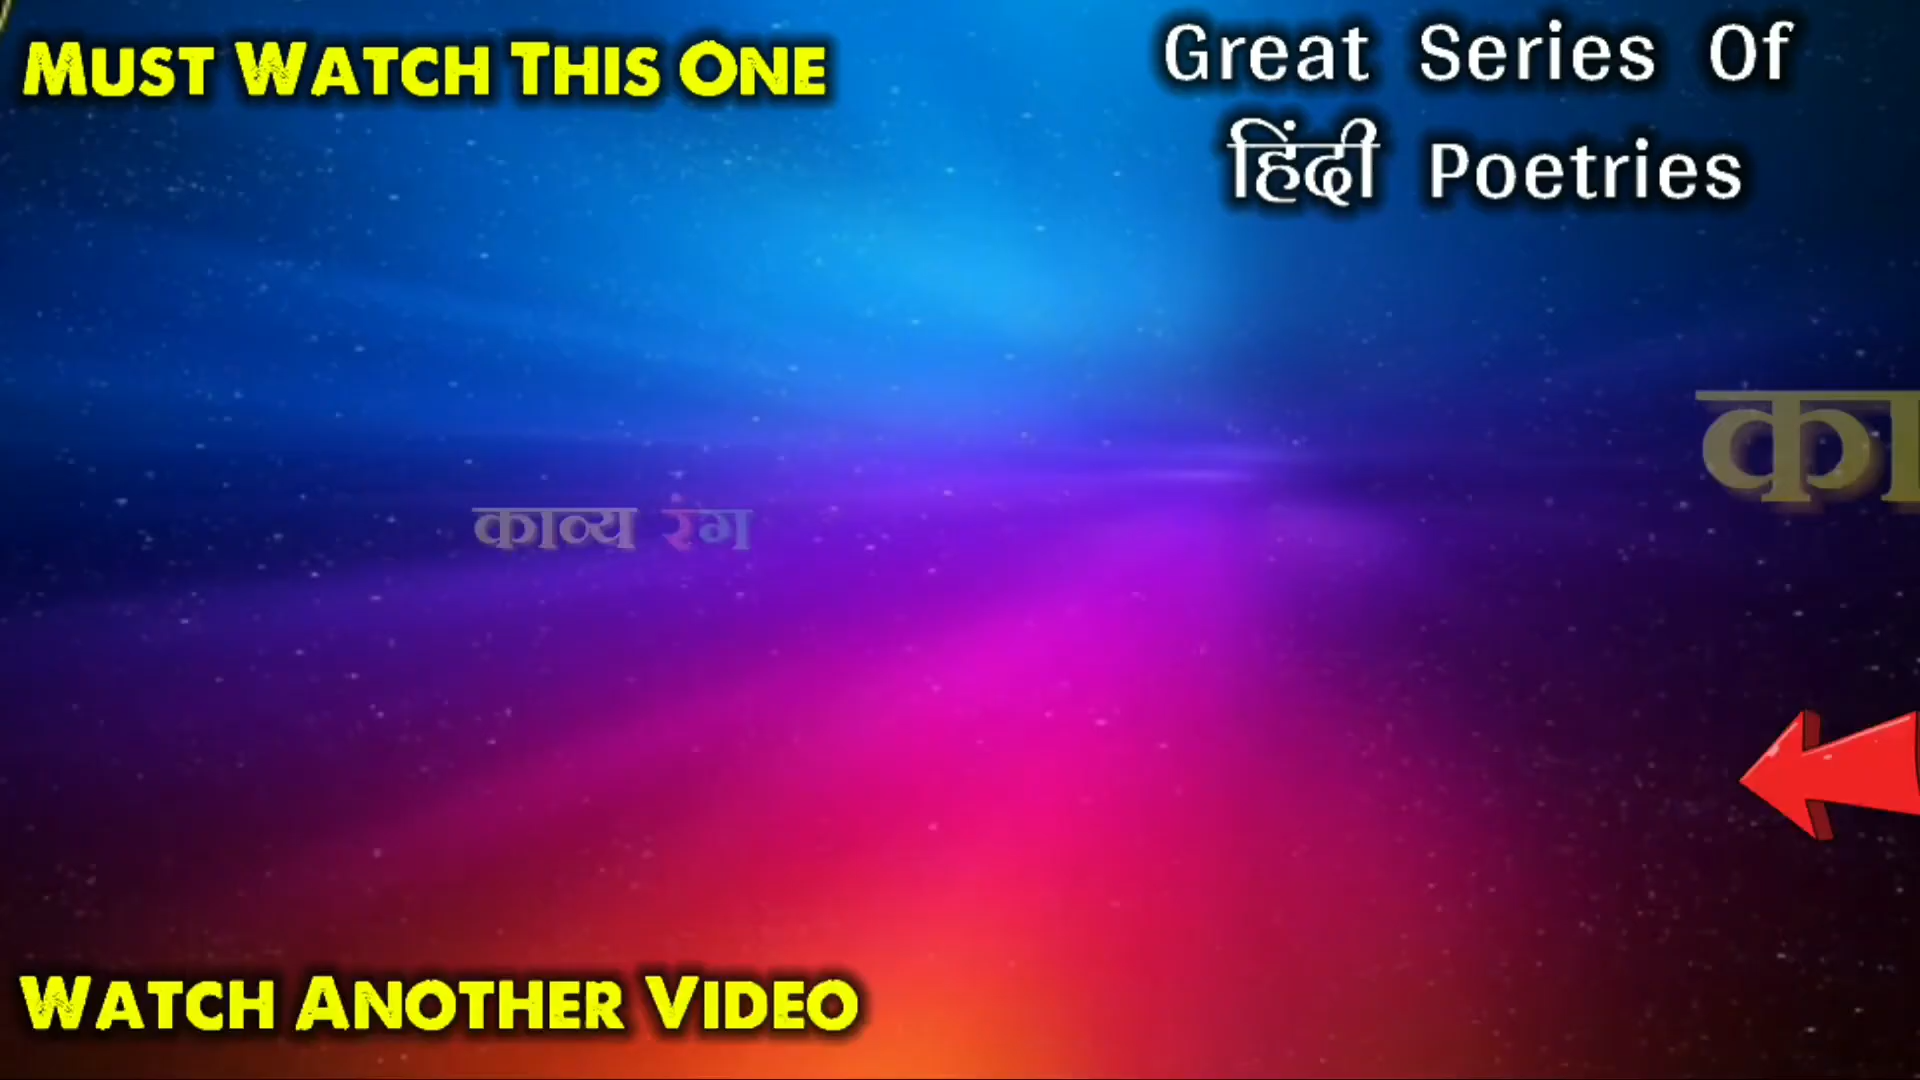 Must Watch This One
Great Series Of
हिंदी Poetries
का
काव्य रंग
Watch Another Video